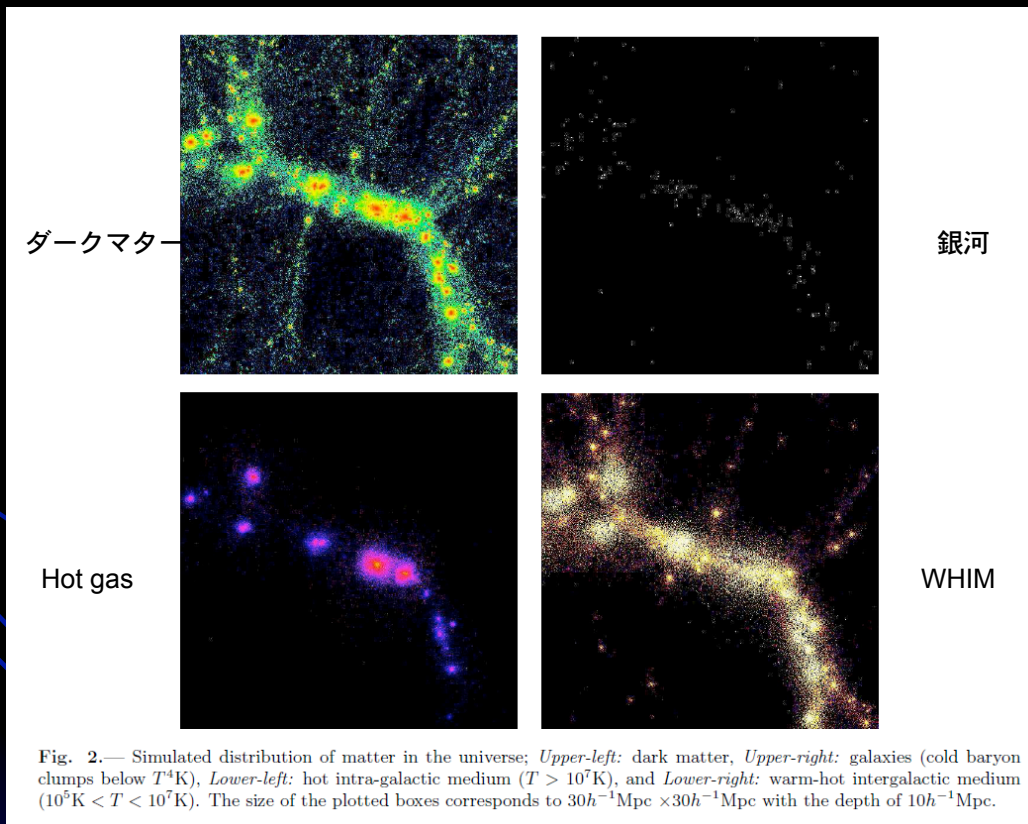 ダークマター
銀河
Hot gas
WHIM
Fig. 2.— Simulated distribution of matter in the universe; Upper-left: dark matter, Upper-right: galaxies (cold baryon
clumps below T⁴K), Lower-left: hot intra-galactic medium (T > 10⁷K), and Lower-right: warm-hot intergalactic medium
(10⁵K < T < 10⁷K). The size of the plotted boxes corresponds to 30h⁻¹Mpc ×30h⁻¹Mpc with the depth of 10h⁻¹Mpc.